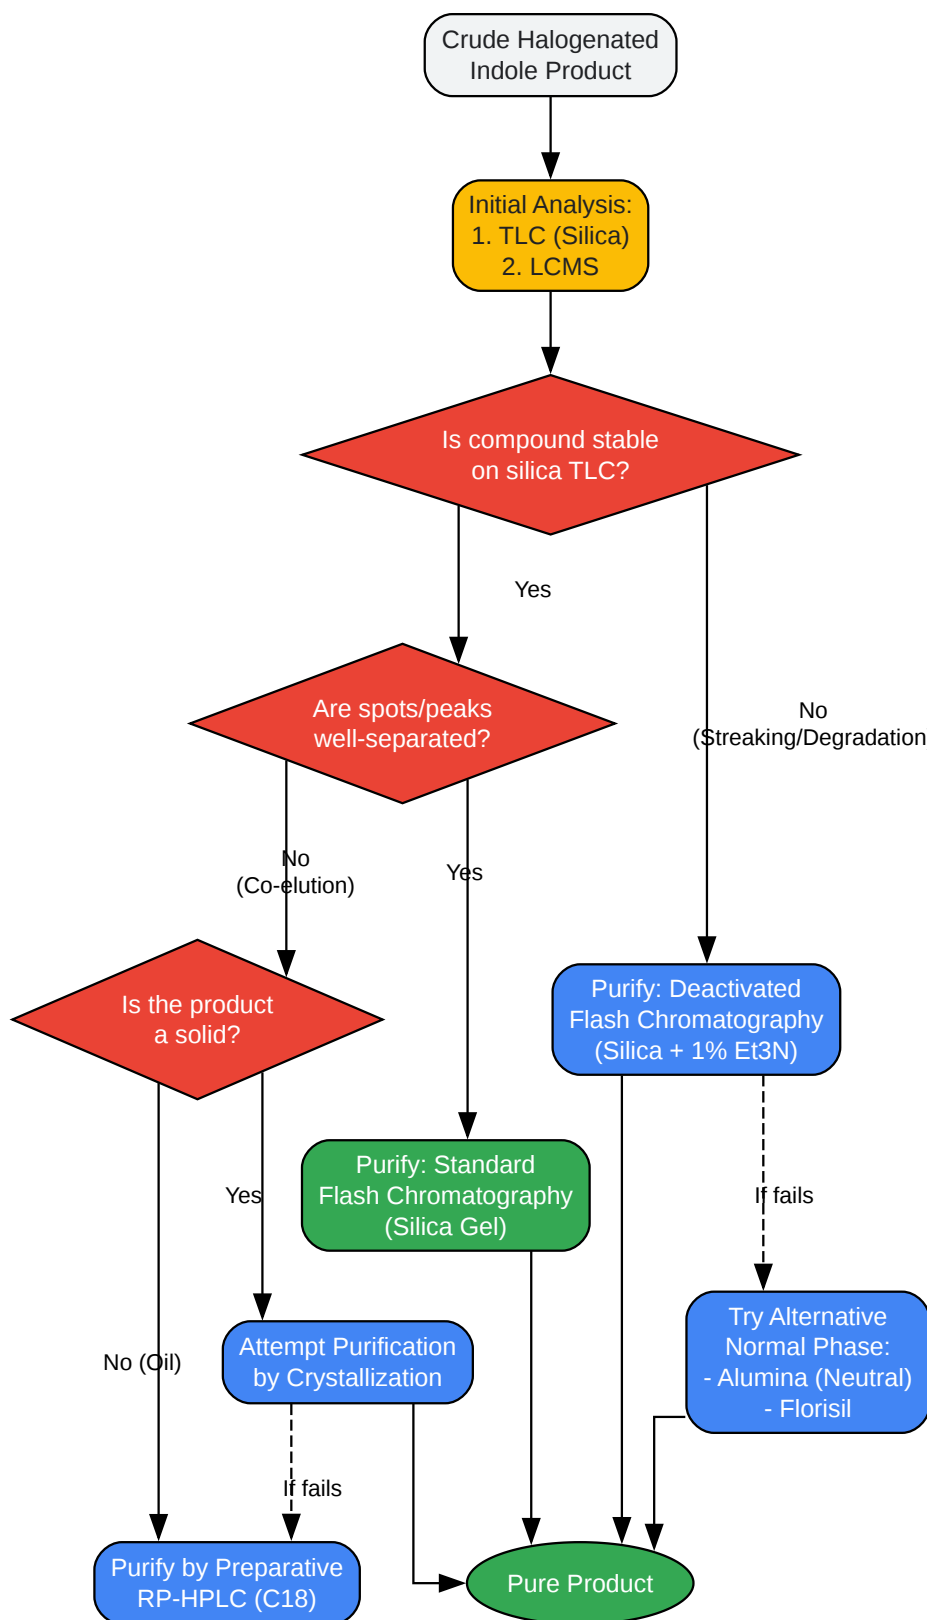 Crude Halogenated
Indole Product
Initial Analysis:
1. TLC (Silica)
2. LCMS
Is compound stable
on silica TLC?
Yes
Are spots/peaks
well-separated?
No
(Streaking/Degradation
No
(Co-elution)
Yes
Is the product
a solid?
Purify: Deactivated
Flash Chromatography
(Silica + 1% Et3N)
Yes
Purify: Standard
Flash Chromatography
(Silica Gel)
If fails
No (Oil)
Attempt Purification
by Crystallization
Try Alternative
Normal Phase:
- Alumina (Neutral)
- Florisil
If fails
Purify by Preparative
RP-HPLC (C18)
Pure Product